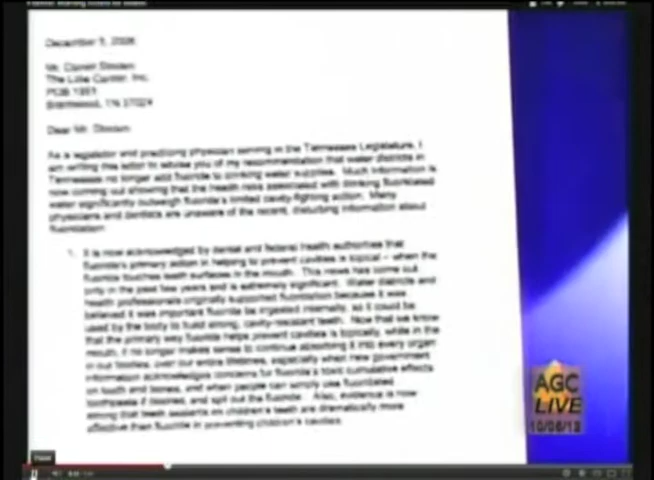 December
The Lillie Center, Inc.
POB
Brentwood, TN 37024
Dear Mr.
As a legislator and practicing physician serving in the Tennessee Legislature, I
am writing this letter to advise you of my recommendation that water districts in
Tennessee no longer add fluoride to drinking water supplies. Much information is
now coming out showing that the health risks associated with drinking fluoridated
water significantly outweigh fluoride's limited cavity-fighting action. Many
physicians and dentists are unaware of the recent, disturbing information about
fluoridation.
1. It is now acknowledged by dental and federal health authorities that
fluoride's primary action in helping to prevent cavities is topical – when the
fluoride touches teeth surfaces in the mouth. This news has come out
only in the past few years and is extremely significant. Water districts and
health professionals originally supported fluoridation because it was
believed it was important fluoride be ingested internally, so it could be
used by the body to build strong, cavity-resistant teeth. Now that we know
that the primary way fluoride helps prevent cavities is topically, while in the
mouth, it no longer makes sense to continue absorbing it into every organ
in our bodies, over our entire lifetimes, especially when new government
information acknowledges concerns for fluoride's toxic cumulative effects
on tooth and bones, and when people can simply use fluoridated
toothpaste if desired, and spit out the fluoride. Also, evidence is now
strong that teeth sealants on children's teeth are dramatically more
effective than fluoride in preventing children's cavities.
AGC
LIVE